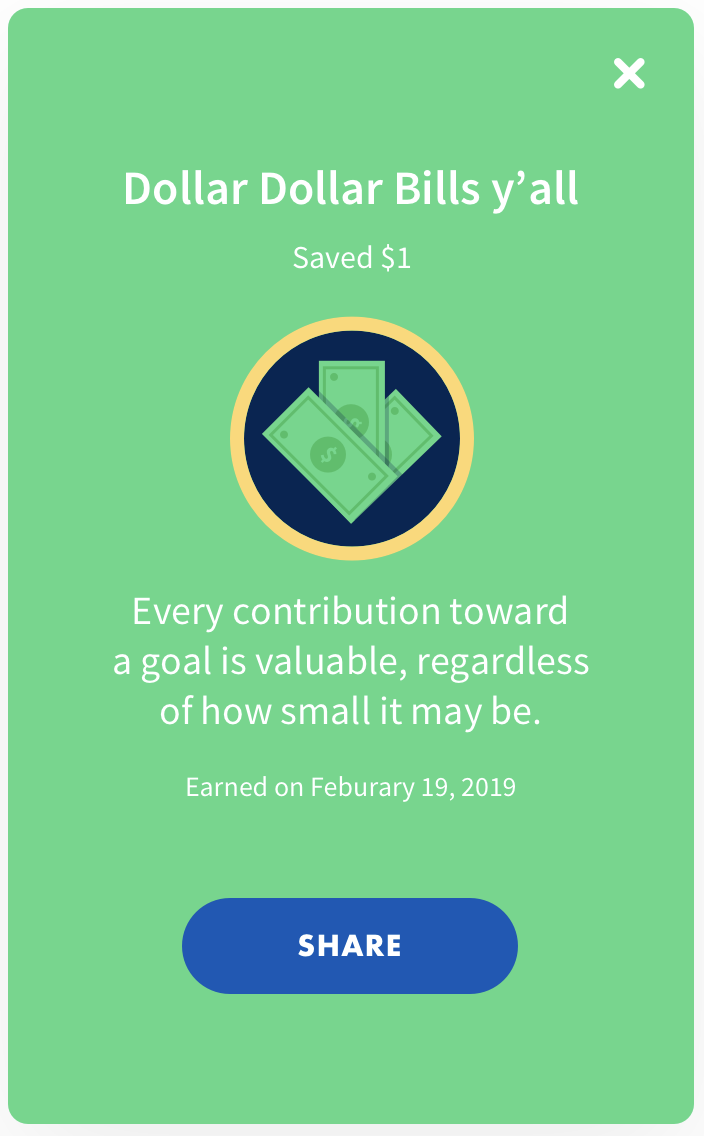 Dollar Dollar Bills y’all
Saved $1
$
$
Every contribution toward
a goal is valuable, regardless
of how small it may be.
Earned on Feburary 19, 2019
SHARE